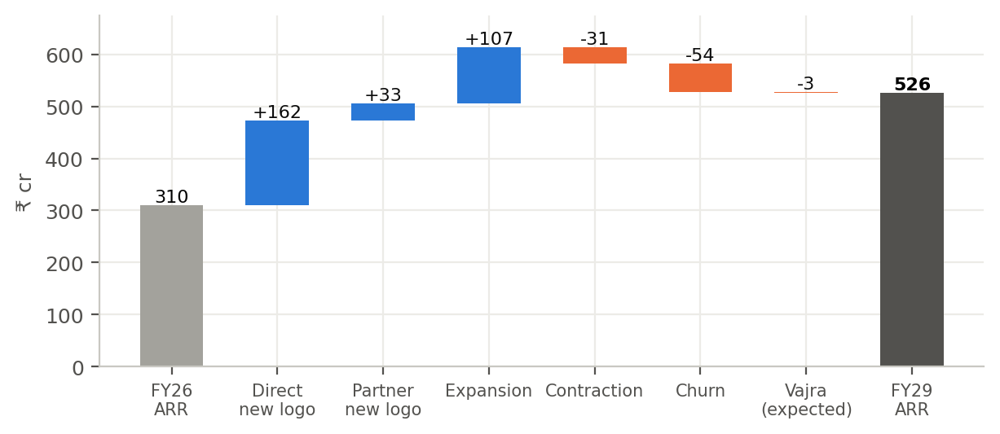 +107
-31
-54
+33
-3
526
+162
310
600
500
400
300
200
100
0
₹ cr
FY26
ARR
Direct
new logo
Partner
new logo
Expansion
Contraction
Churn
Vajra
(expected)
FY29
ARR